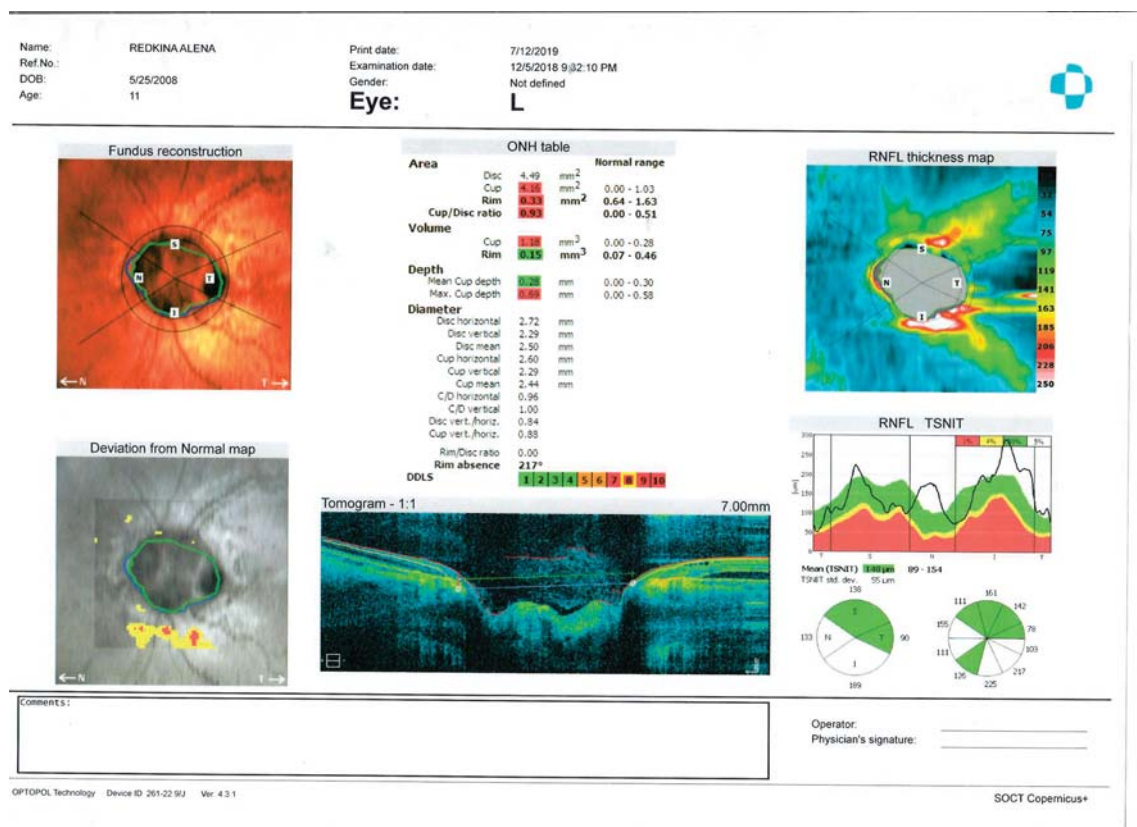 Name: REDKINA ALENA
Ref.No.:
DOB: 5/25/2008
Age: 11
Print date: 7/12/2019
Examination date: 12/5/2018 9:32:10 PM
Gender: Not defined
Eye: L
Fundus reconstruction
S
N
T
I
←N
T→
ONH table
Area Normal range
Disc 4.49 mm2
Cup 4.16 mm2 0.00 - 1.03
Rim 0.33 mm2 0.64 - 1.63
Cup/Disc ratio 0.93 0.00 - 0.51
Volume
Cup 1.18 mm3 0.00 - 0.28
Rim 0.15 mm3 0.07 - 0.46
Depth
Mean Cup depth 0.28 mm 0.00 - 0.30
Max. Cup depth 0.69 mm 0.00 - 0.58
Diameter
Disc horizontal 2.72 mm
Disc vertical 2.29 mm
Disc mean 2.50 mm
Cup horizontal 2.60 mm
Cup vertical 2.29 mm
Cup mean 2.44 mm
C/D horizontal 0.96
C/D vertical 1.00
Disc vert./horiz. 0.84
Cup vert./horiz. 0.88
Rim/Disc ratio 0.00
Rim absence 217°
DDLS 1 2 3 4 5 6 7 8 9 10
RNFL thickness map
S
N
T
I
54
75
97
119
141
163
185
206
228
250
Deviation from Normal map
←N
T→
Tomogram - 1:1 7.00mm
RNFL TSNIT
1% 4% 5%
300
250
200
150
100
50
0
[um]
T S N I T
Mean (TSNIT) 140 µm 89 - 154
TSNIT std. dev. 55 um
138
S
133 N T 90
I
189
161
111 142
155 78
111 103
126 217
225
Comments:
Operator:
Physician's signature:
OPTOPOL Technology Device ID 261-22 9/J Ver. 4.3.1
SOCT Copernicus+